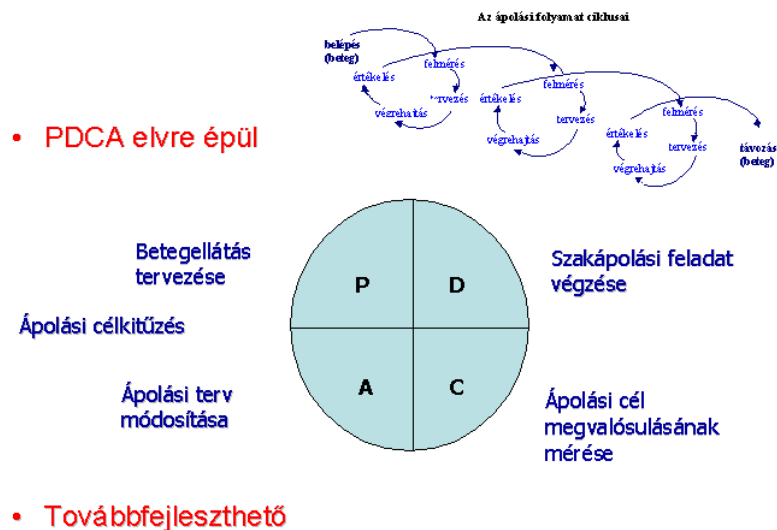 Az ápolási folyamat ciklusai
belépés
(beteg)
felmérés
értékelés
végrehajtás
felmérés
értékelés
tervezés
végrehajtás
felmérés
értékelés
tervezés
végrehajtás
távozás
(beteg)
• PDCA elvre épül
Betegellátás
tervezése
P
D
Szakápolási feladat
végzése
Ápolási célkitűzés
Ápolási terv
módosítása
A
C
Ápolási cél
megvalósulásának
mérése
• Továbbfejleszthető